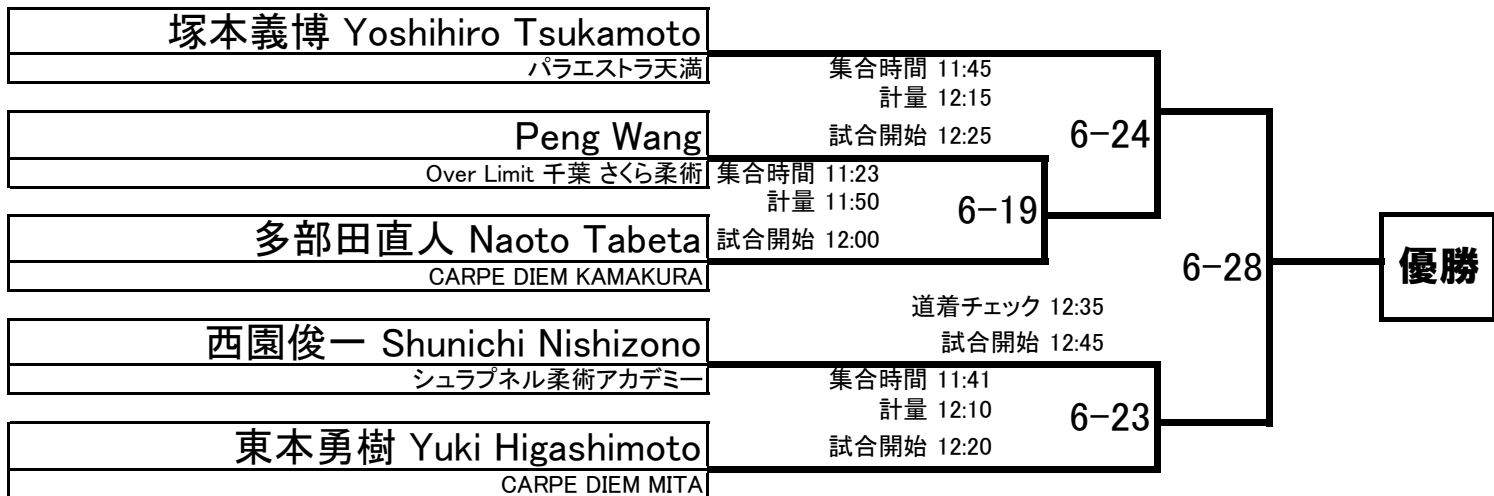 塚本義博 Yoshihiro Tsukamoto
パラエストラ天満
集合時間 11:45
計量 12:15
試合開始 12:25
6-24
Peng Wang
Over Limit 千葉 さくら柔術
集合時間 11:23
計量 11:50
試合開始 12:00
6-19
多部田直人 Naoto Tabeta
CARPE DIEM KAMAKURA
6-28
優勝
道着チェック 12:35
試合開始 12:45
西園俊一 Shunichi Nishizono
シュラプネル柔術アカデミー
集合時間 11:41
計量 12:10
試合開始 12:20
6-23
東本勇樹 Yuki Higashimoto
CARPE DIEM MITA